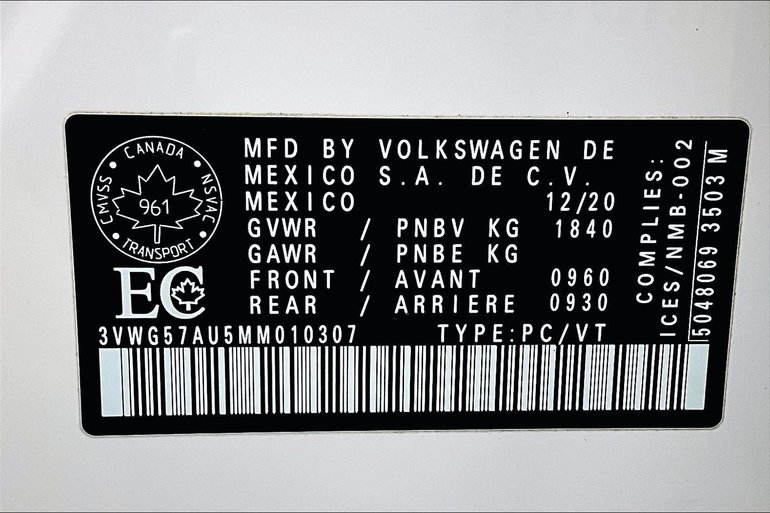 CANADA
CMVSS
NSVAC
961
TRANSPORT
EC
MFD BY VOLKSWAGEN DE
MEXICO S.A. DE C.V.
MEXICO 12/20
GVWR / PNBV KG 1840
GAWR / PNBE KG
FRONT / AVANT 0960
REAR / ARRIERE 0930
3VWG57AU5MM010307 TYPE:PC/VT
COMPLIES:
ICES/NMB-002
5048069 3503 M